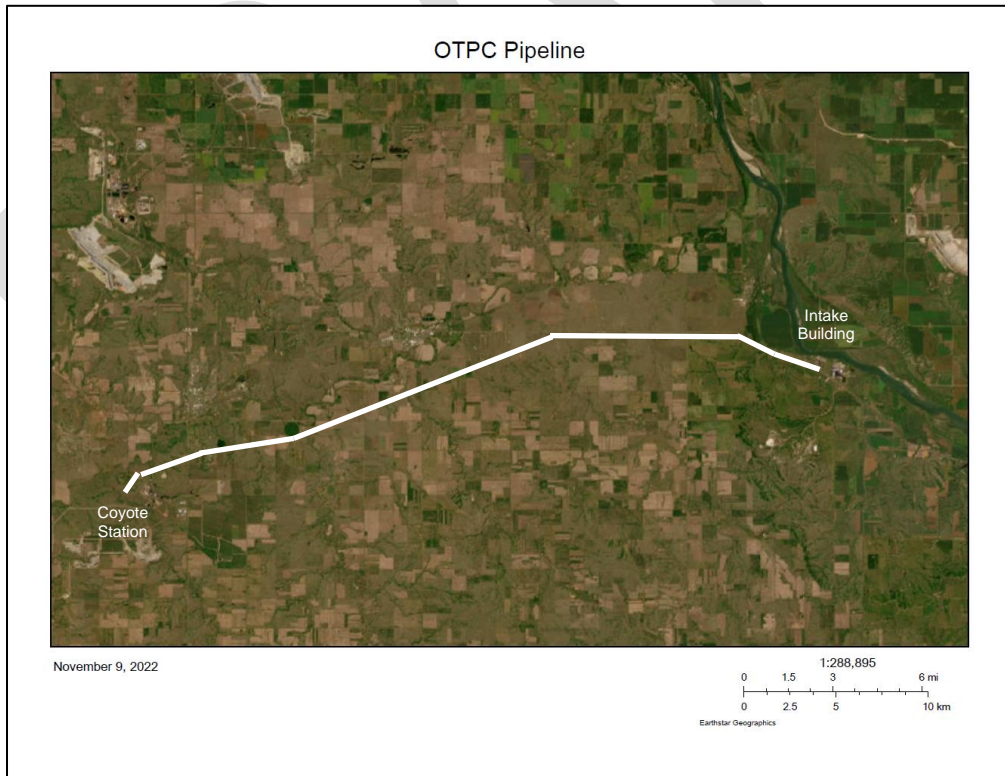 OTPC Pipeline
Intake
Building
Coyote
Station
November 9, 2022
1:288,895
0 1.5 3 6 mi
0 2.5 5 10 km
Earthstar Geographics